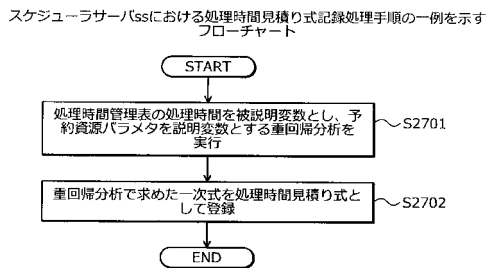 スケジューラサーバssにおける処理時間見積り式記録処理手順の一例を示す
フローチャート
START
処理時間管理表の処理時間を被説明変数とし、予
約資源パラメタを説明変数とする重回帰分析を
実行
S2701
重回帰分析で求めた一次式を処理時間見積り式と
して登録
S2702
END